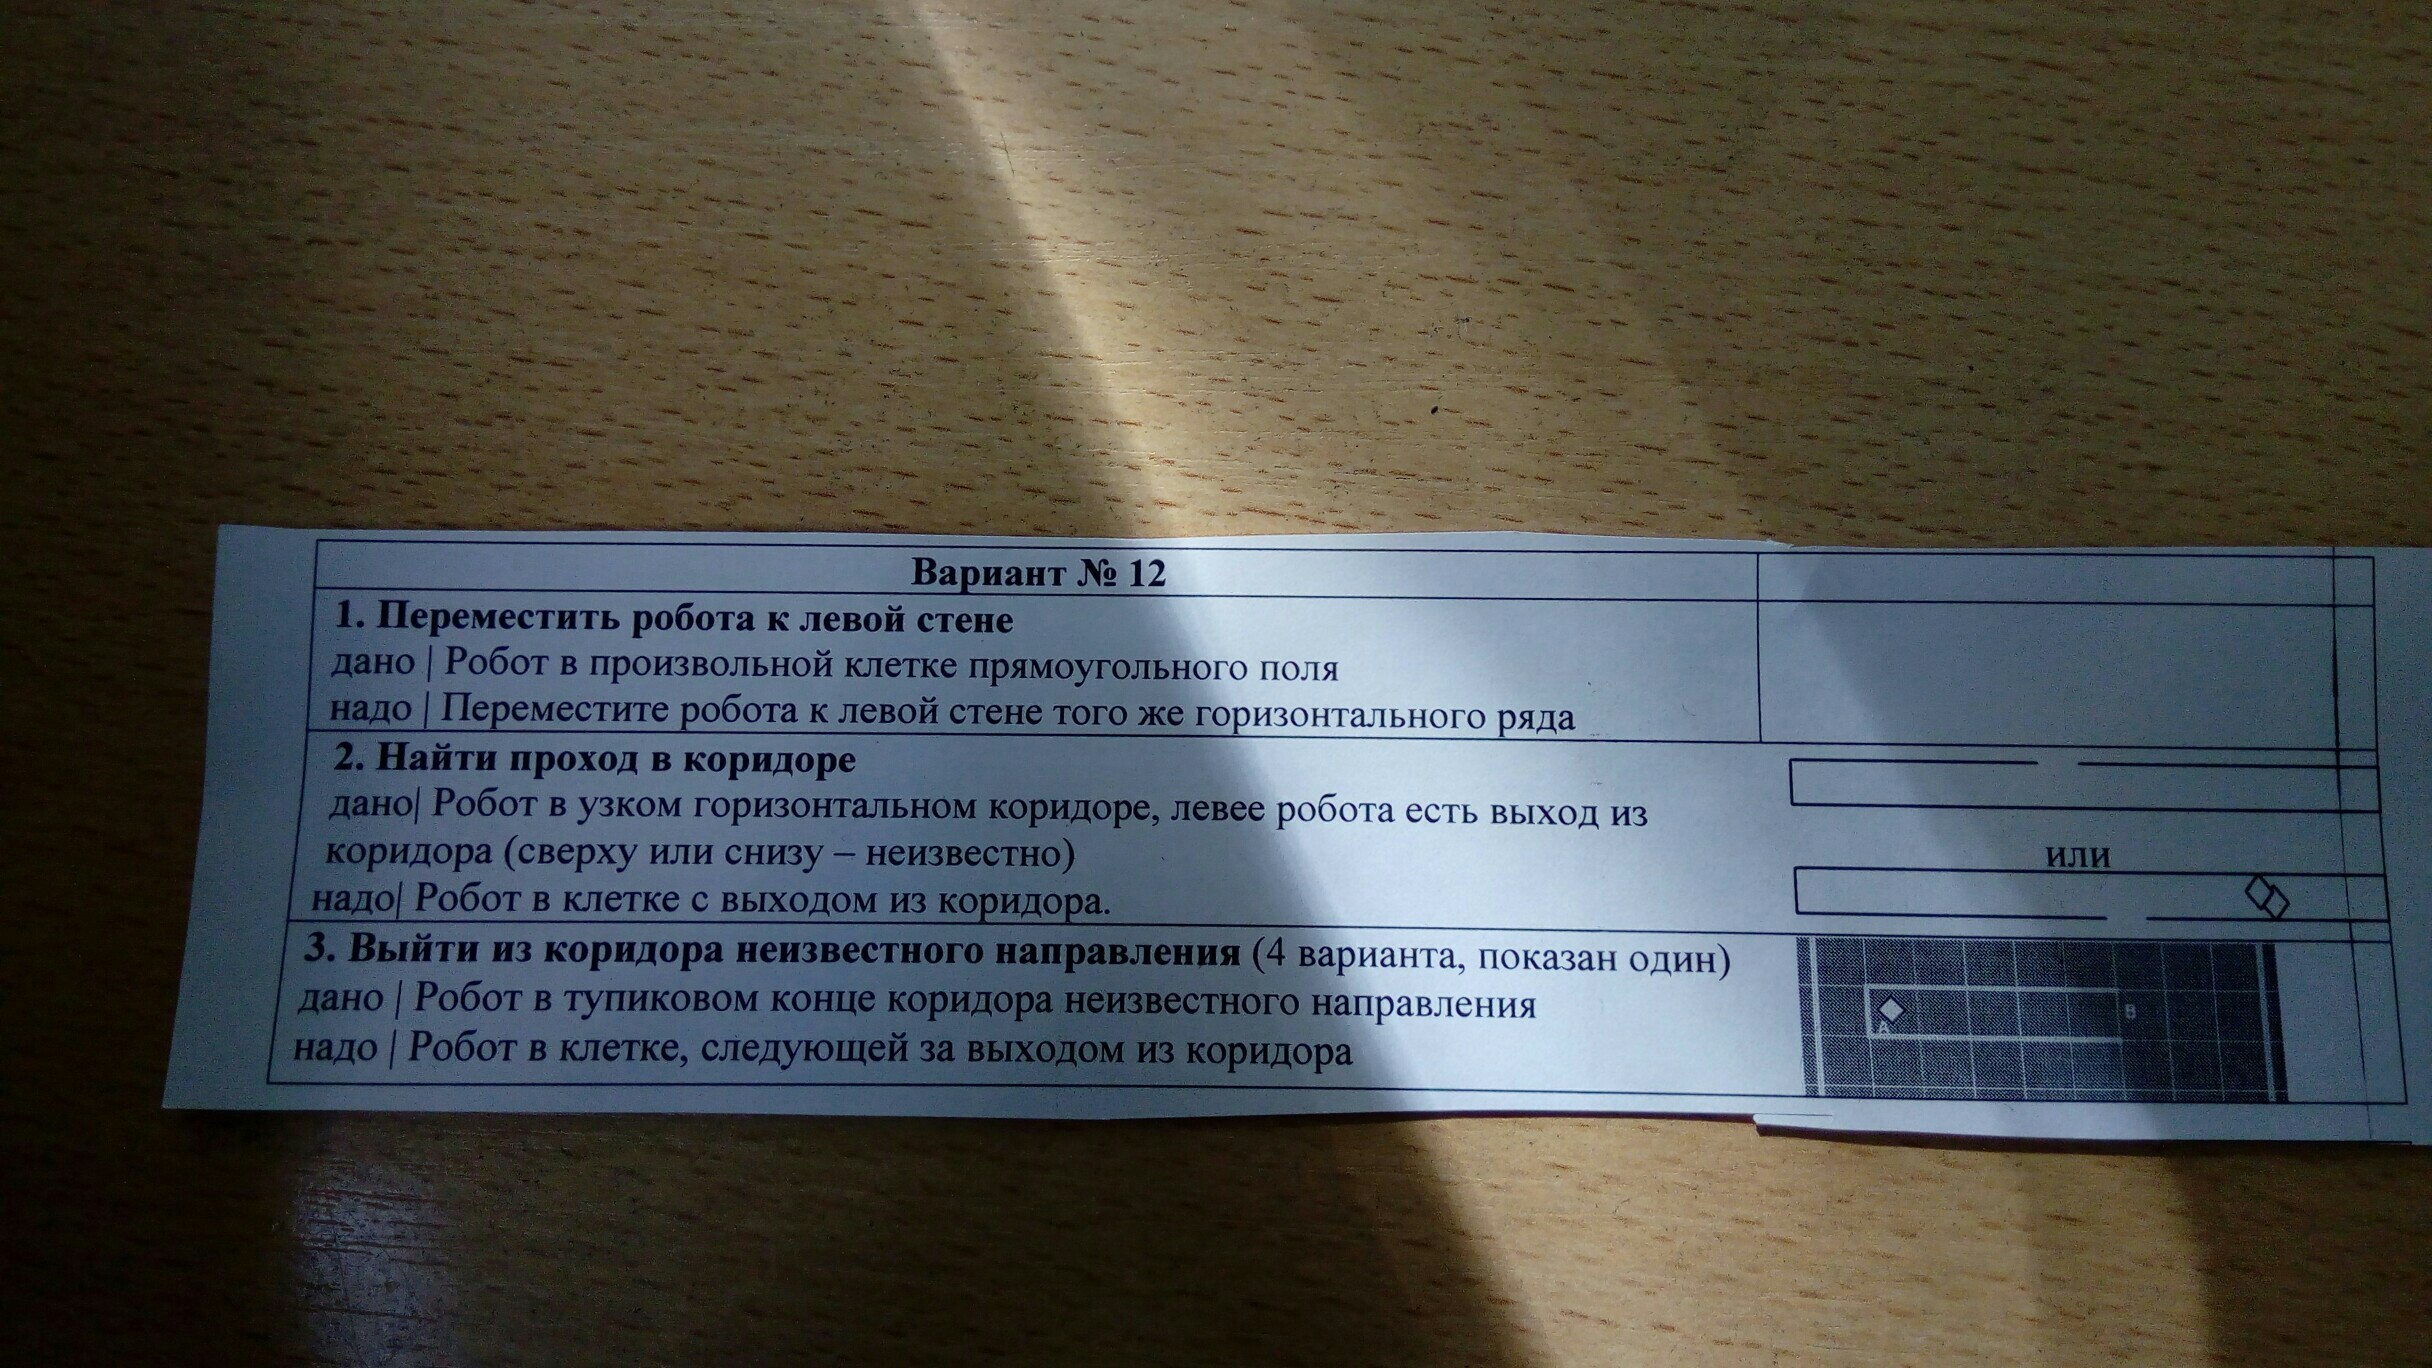 Вариант № 12
1. Переместить робота к левой стене
дано | Робот в произвольной клетке прямоугольного поля
надо | Переместите робота к левой стене того же горизонтального ряда
2. Найти проход в коридоре
дано| Робот в узком горизонтальном коридоре, левее робота есть выход из
коридора (сверху или снизу – неизвестно)
надо| Робот в клетке с выходом из коридора.
или
3. Выйти из коридора неизвестного направления (4 варианта, показан один)
дано | Робот в тупиковом конце коридора неизвестного направления
надо | Робот в клетке, следующей за выходом из коридора
А
В